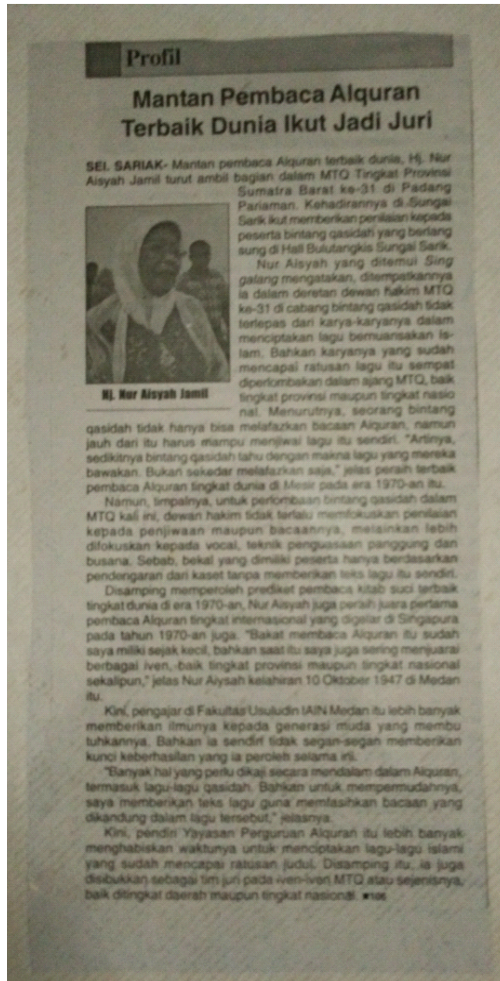 Profil
Mantan Pembaca Alquran
Terbaik Dunia Ikut Jadi Juri
SEI. SARIAK- Mantan pembaca Alquran terbaik dunia, Hj. Nur
Aisyah Jamil turut ambil bagian dalam MTQ Tingkat Provinsi
Sumatra Barat ke-31 di Padang
Pariaman. Kehadirannya di Sungai
Sarik ikut memberikan penilaian kepada
peserta bintang qasidah yang berlang
sung di Hall Bulutangkis Sungai Sarik.
Nur Aisyah yang ditemui Sing
galang mengatakan, ditempatkannya
ia dalam deretan dewan hakim MTQ
ke-31 di cabang bintang qasidah tidak
terlepas dari karya-karyanya dalam
menciptakan lagu bernuansakan Is-
lam. Bahkan karyanya yang sudah
mencapai ratusan lagu itu sempat
diperlombakan dalam ajang MTQ, baik
tingkat provinsi maupun tingkat nasio
nal. Menurutnya, seorang bintang
Hj. Nur Aisyah Jamil
qasidah tidak hanya bisa melafazkan bacaan Alquran, namun
jauh dari itu harus mampu menjiwai lagu itu sendiri. "Artinya,
sedikitnya bintang qasidah tahu dengan makna lagu yang mereka
bawakan. Bukan sekedar melafazkan saja," jelas peraih terbaik
pembaca Alquran tingkat dunia di Mesir pada era 1970-an itu.
Namun, timpalnya, untuk perlombaan bintang qasidah dalam
MTQ kali ini, dewan hakim tidak terlalu memfokuskan penilaian
kepada penjiwaan maupun bacaannya, melainkan lebih
difokuskan kepada vocal, teknik penguasaan panggung dan
busana. Sebab, bekal yang dimiliki peserta hanya berdasarkan
pendengaran dari kaset tanpa memberikan teks lagu itu sendiri.
Disamping memperoleh prediket pembaca kitab suci terbaik
tingkat dunia di era 1970-an, Nur Aisyah juga peraih juara pertama
pembaca Alquran tingkat internasional yang digelar di Singapura
pada tahun 1970-an juga. "Bakat membaca Alquran itu sudah
saya miliki sejak kecil, bahkan saat itu saya juga sering menjuarai
berbagai iven, baik tingkat provinsi maupun tingkat nasional
sekalipun," jelas Nur Aiysah kelahiran 10 Oktober 1947 di Medan
itu.
Kini, pengajar di Fakultas Usuludin IAIN Medan itu lebih banyak
memberikan ilmunya kepada generasi muda yang membu
tuhkannya. Bahkan ia sendiri tidak segan-segan memberikan
kunci keberhasilan yang ia peroleh selama ini.
"Banyak hal yang perlu dikaji secara mendalam dalam Alquran,
termasuk lagu-lagu qasidah. Bahkan untuk mempermudahnya,
saya memberikan teks lagu guna memfasihkan bacaan yang
dikandung dalam lagu tersebut," jelasnya.
Kini, pendiri Yayasan Perguruan Alquran itu lebih banyak
menghabiskan waktunya untuk menciptakan lagu-lagu islami
yang sudah mencapai ratusan judul. Disamping itu, ia juga
disibukkan sebagai tim juri pada iven-iven MTQ atau sejenisnya,
baik ditingkat daerah maupun tingkat nasional. ■106